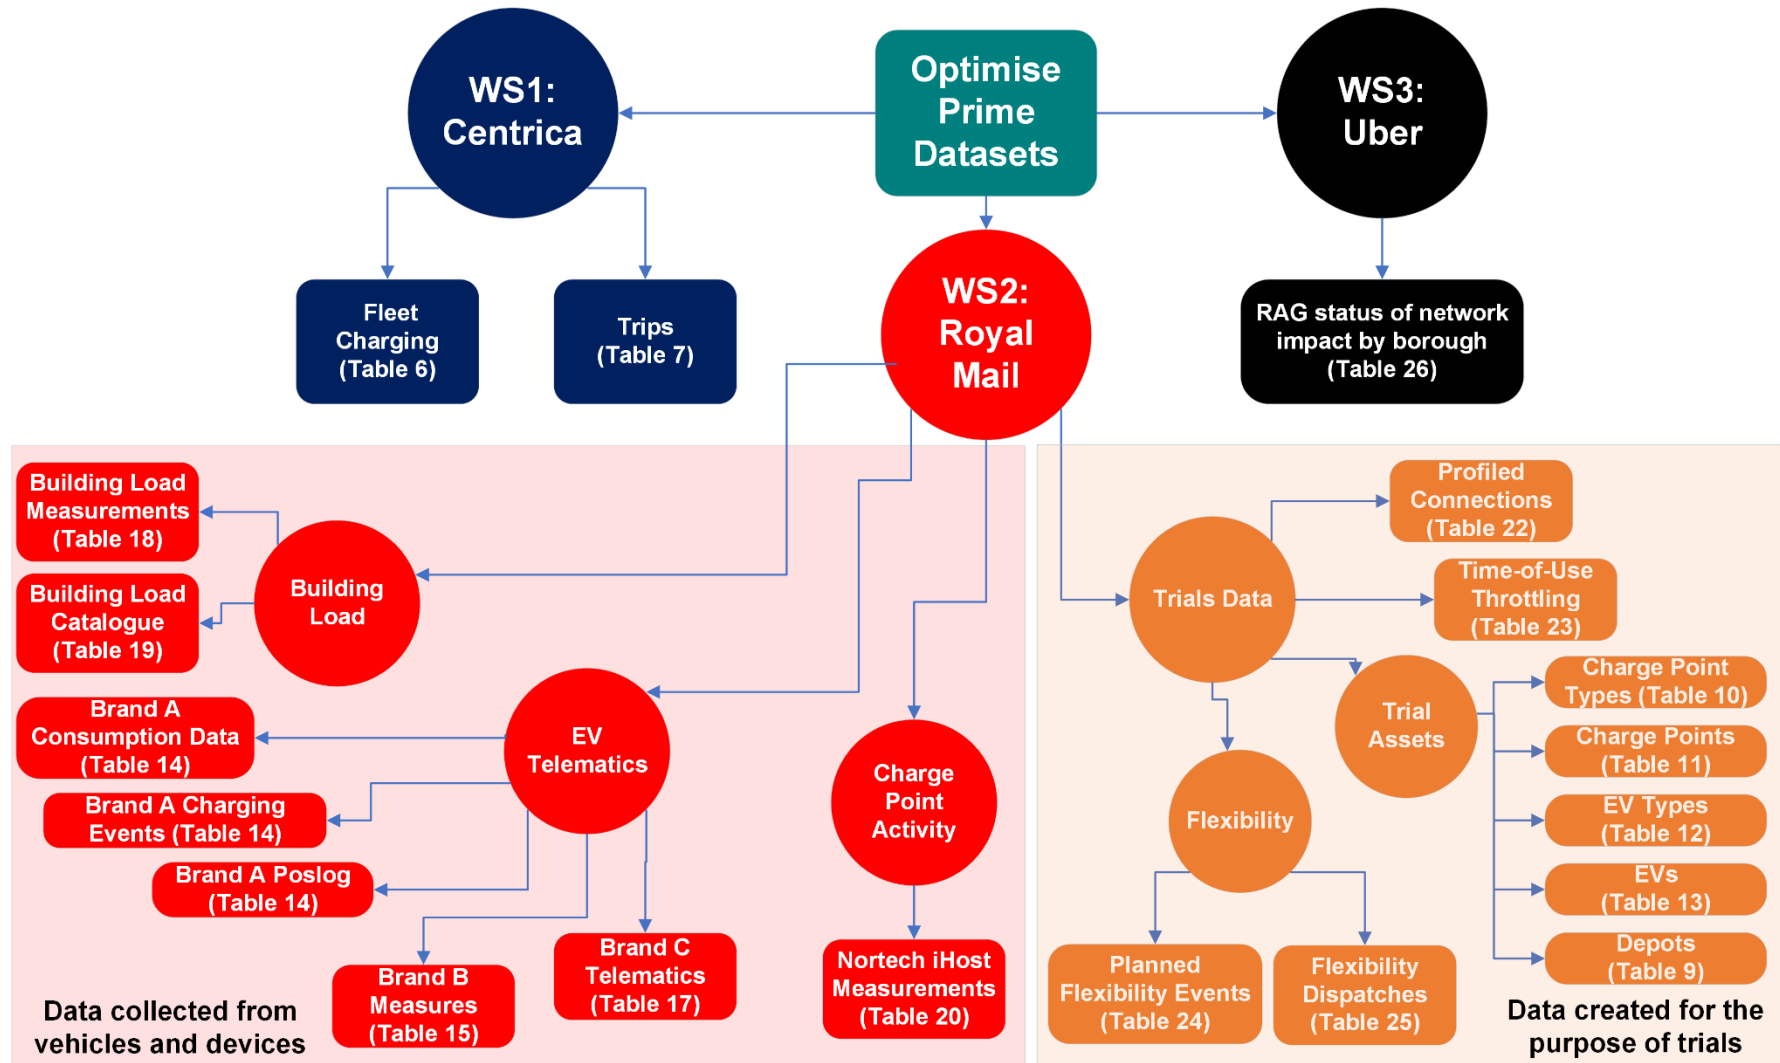 WS1:
Centrica
Optimise
Prime
Datasets
WS3:
Uber
Fleet
Charging
(Table 6)
Trips
(Table 7)
WS2:
Royal
Mail
RAG status of network
impact by borough
(Table 26)
Building Load
Measurements
(Table 18)
Building Load
Catalogue
(Table 19)
Building
Load
Brand A
Consumption Data
(Table 14)
Brand A Charging
Events (Table 14)
Brand A Poslog
(Table 14)
EV
Telematics
Brand B
Measures
(Table 15)
Brand C
Telematics
(Table 17)
Charge
Point
Activity
Nortech iHost
Measurements
(Table 20)
Data collected from
vehicles and devices
Profiled
Connections
(Table 22)
Trials Data
Time-of-Use
Throttling
(Table 23)
Trial
Assets
Charge Point
Types (Table 10)
Charge Points
(Table 11)
EV Types
(Table 12)
EVs
(Table 13)
Depots
(Table 9)
Flexibility
Planned
Flexibility Events
(Table 24)
Flexibility
Dispatches
(Table 25)
Data created for the
purpose of trials